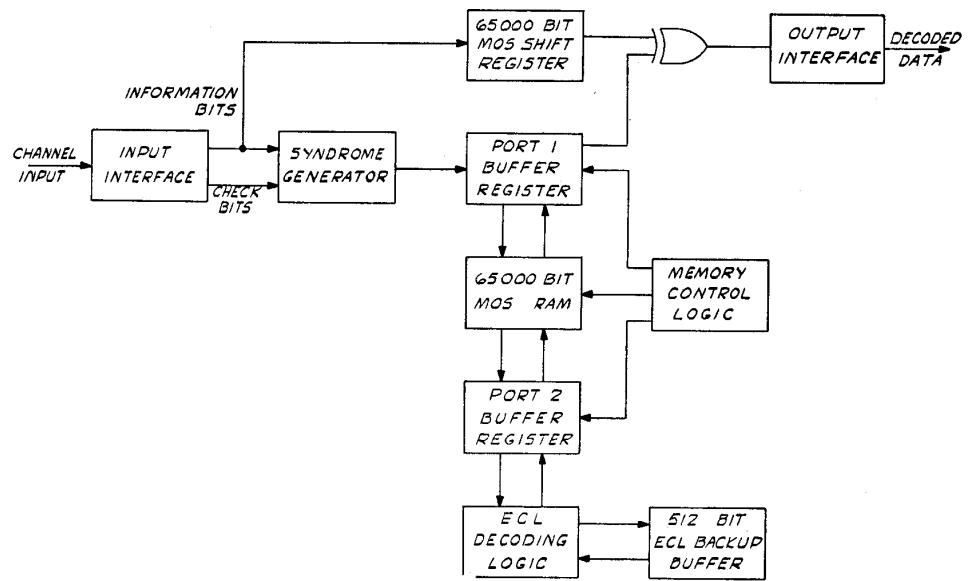 65000 BIT
MOS SHIFT
REGISTER
OUTPUT
INTERFACE
DECODED
DATA
INFORMATION
BITS
CHANNEL
INPUT
INPUT
INTERFACE
CHECK
BITS
SYNDROME
GENERATOR
PORT 1
BUFFER
REGISTER
65000 BIT
MOS RAM
MEMORY
CONTROL
LOGIC
PORT 2
BUFFER
REGISTER
ECL
DECODING
LOGIC
512 BIT
ECL BACKUP
BUFFER